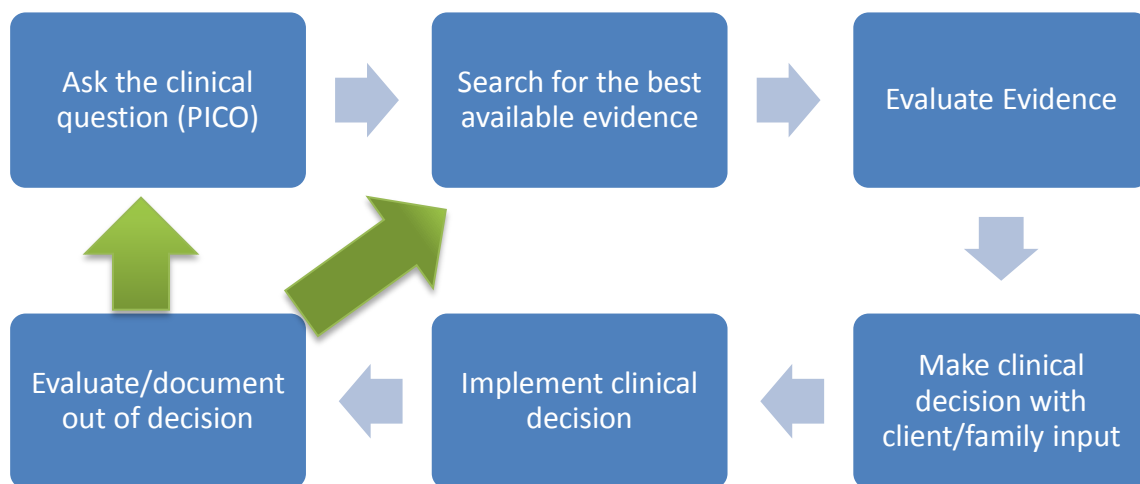 Ask the clinical
question (PICO)
Search for the best
available evidence
Evaluate Evidence
Evaluate/document
out of decision
Implement clinical
decision
Make clinical
decision with
client/family input